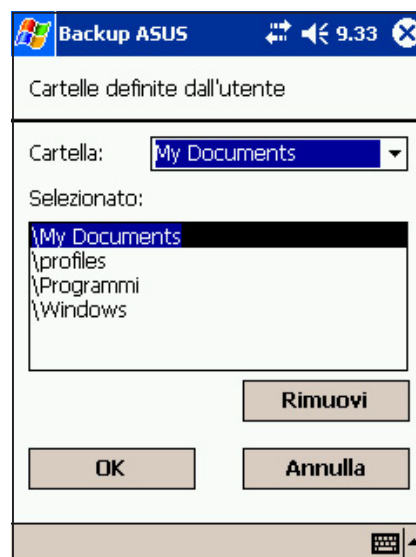 Backup ASUS 9.33
Cartelle definite dall'utente
Cartella: My Documents
Selezionato:
\My Documents
\profiles
\Programmi
\Windows
Rimuovi
OK Annulla